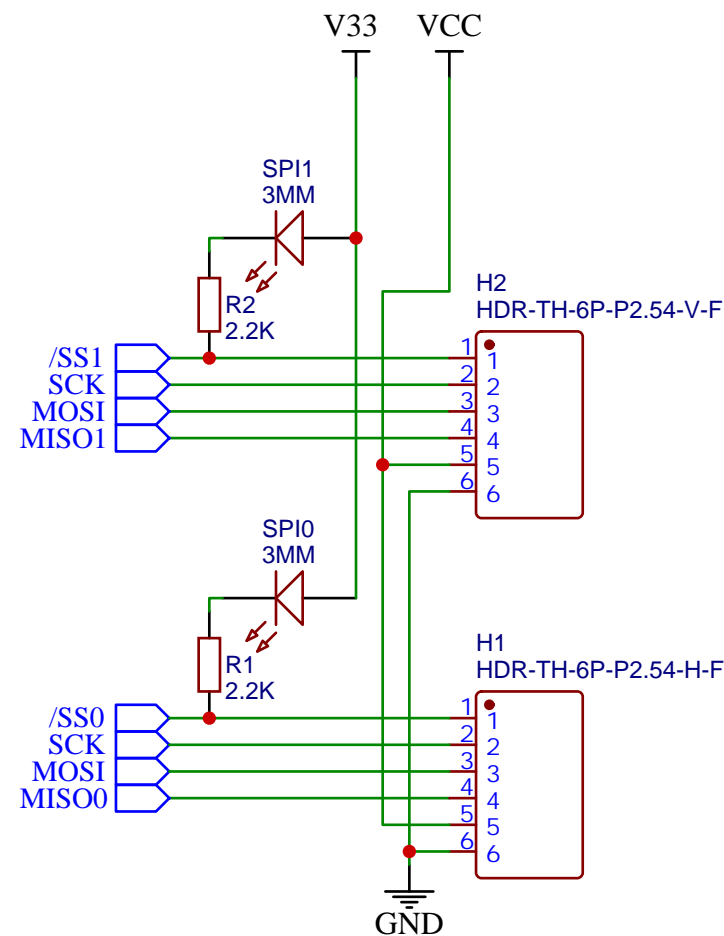 V33 VCC
SPI1
3MM
H2
HDR-TH-6P-P2.54-V-F
R2
2.2K
/SS1 1 1
SCK 2 2
MOSI 3 3
MISO1 4 4
5 5
6 6
SPI0
3MM
H1
HDR-TH-6P-P2.54-H-F
R1
2.2K
/SS0 1 1
SCK 2 2
MOSI 3 3
MISO0 4 4
5 5
6 6
GND